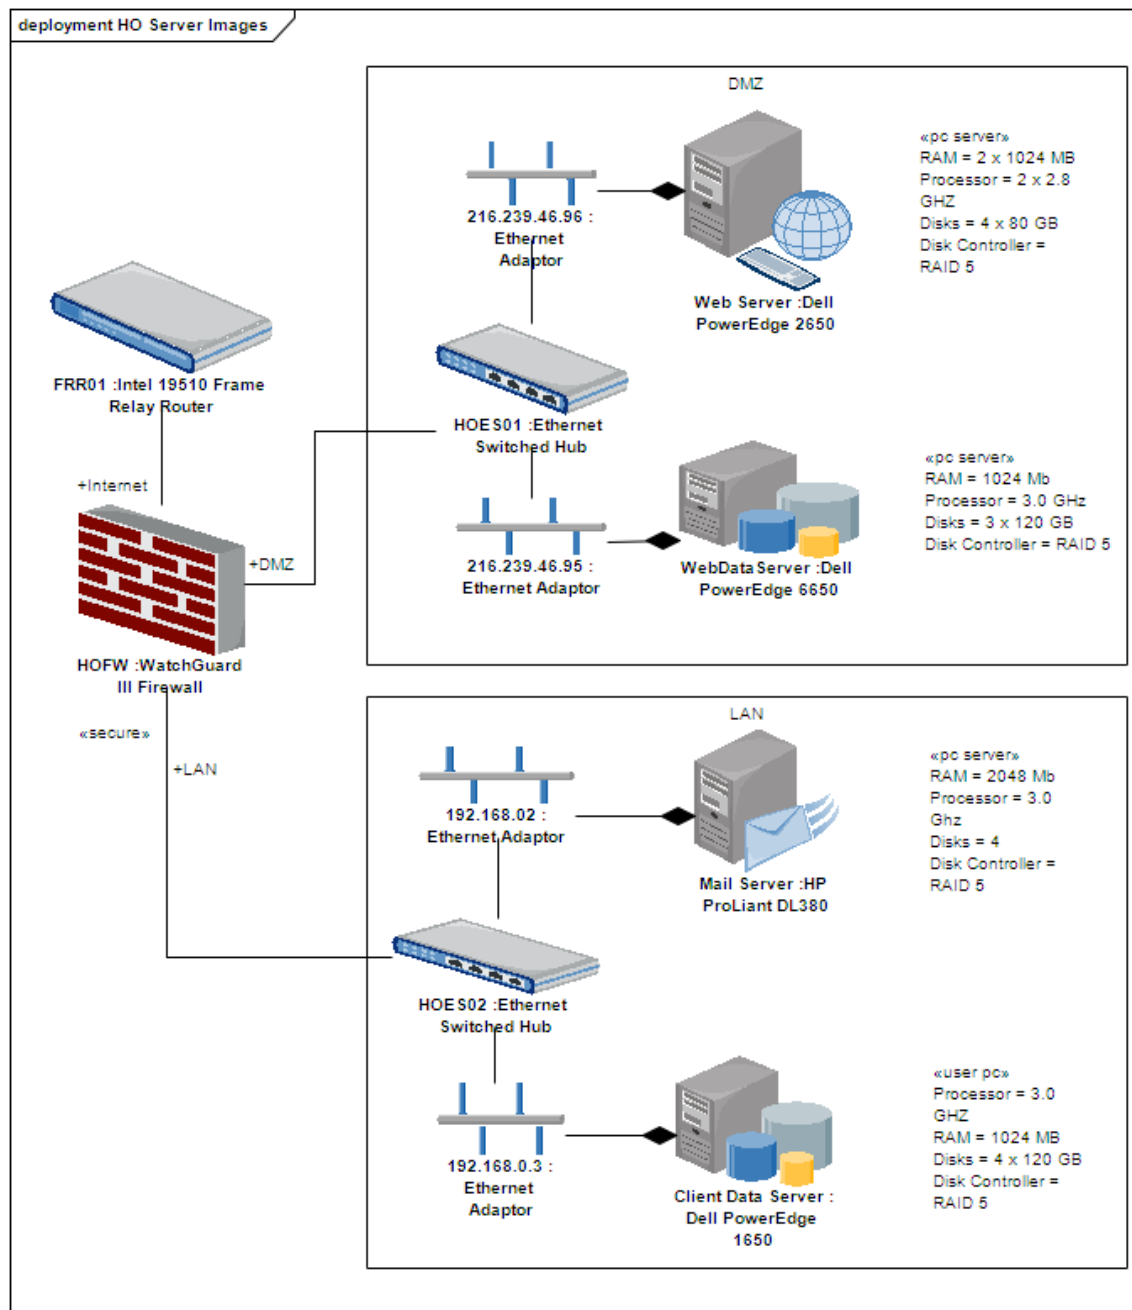 deployment HO Server Images
DMZ
216.239.46.96 :
Ethernet
Adaptor
Web Server :Dell
PowerEdge 2650
«pc server»
RAM = 2 x 1024 MB
Processor = 2 x 2.8
GHZ
Disks = 4 x 80 GB
Disk Controller =
RAID 5
FRR01 :Intel 19510 Frame
Relay Router
HOES01 :Ethernet
Switched Hub
+Internet
+DMZ
216.239.46.95 :
Ethernet Adaptor
WebDataServer :Dell
PowerEdge 6650
«pc server»
RAM = 1024 Mb
Processor = 3.0 GHz
Disks = 3 x 120 GB
Disk Controller = RAID 5
HOFW :WatchGuard
III Firewall
«secure»
+LAN
LAN
192.168.02 :
Ethernet Adaptor
Mail Server :HP
ProLiant DL380
«pc server»
RAM = 2048 Mb
Processor = 3.0
Ghz
Disks = 4
Disk Controller =
RAID 5
HOES02 :Ethernet
Switched Hub
192.168.0.3 :
Ethernet
Adaptor
Client Data Server :
Dell PowerEdge
1650
«user pc»
Processor = 3.0
GHZ
RAM = 1024 MB
Disks = 4 x 120 GB
Disk Controller =
RAID 5